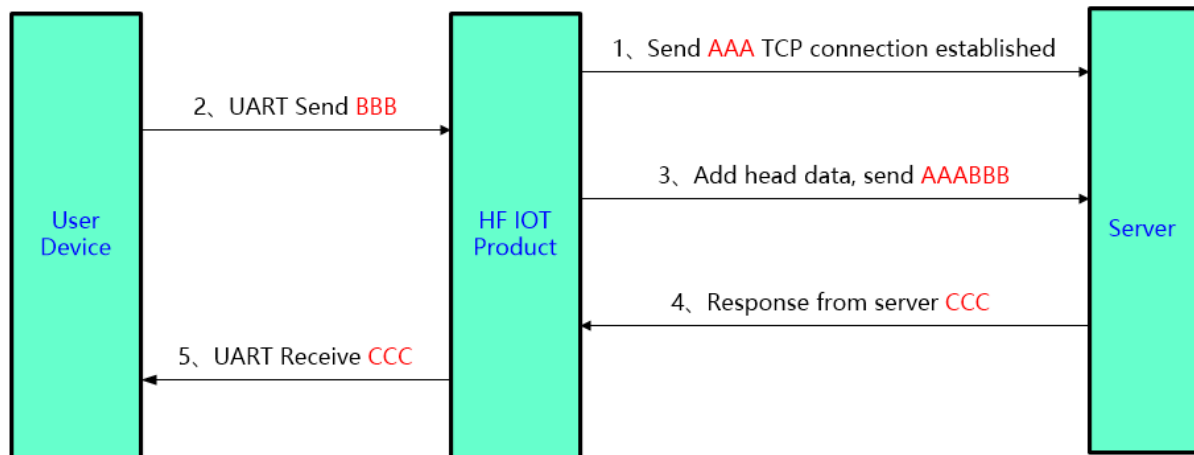 1、Send AAA TCP connection established
2、UART Send BBB
3、Add head data, send AAABBB
User
Device
HF IOT
Product
Server
4、Response from server CCC
5、UART Receive CCC